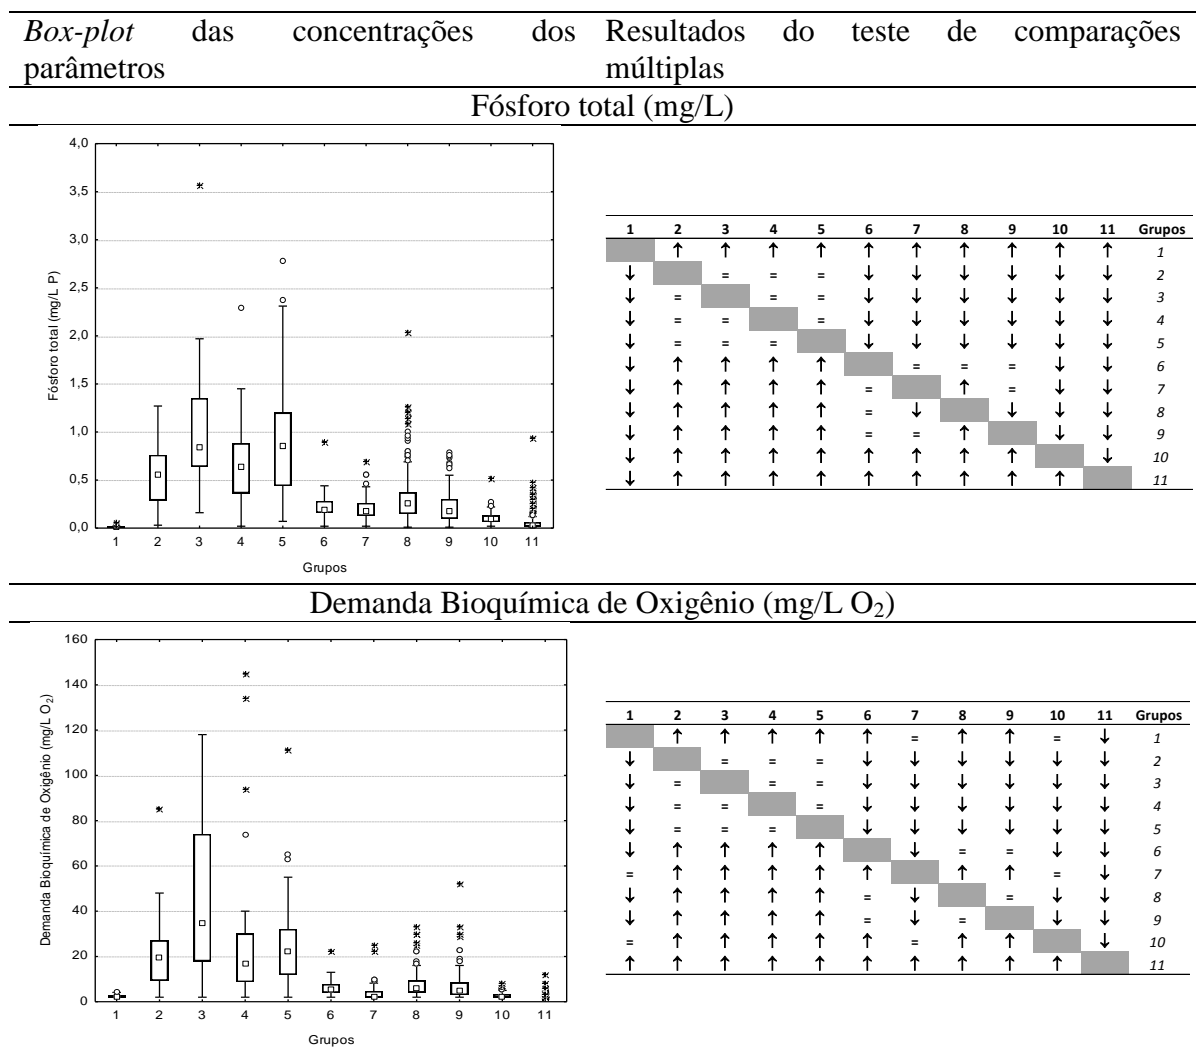 Box-plot das concentrações dos parâmetros
Resultados do teste de comparações múltiplas
Fósforo total (mg/L)
4,0
3,5
3,0
2,5
2,0
1,5
1,0
0,5
0,0
Fósforo total (mg/L P)
1 2 3 4 5 6 7 8 9 10 11
Grupos
1 2 3 4 5 6 7 8 9 10 11 Grupos
↑ ↑ ↑ ↑ ↑ ↑ ↑ ↑ ↑ ↑ 1
↓ = = = ↓ ↓ ↓ ↓ ↓ ↓ 2
↓ = = = ↓ ↓ ↓ ↓ ↓ ↓ 3
↓ = = = ↓ ↓ ↓ ↓ ↓ ↓ 4
↓ = = = ↓ ↓ ↓ ↓ ↓ ↓ 5
↓ ↑ ↑ ↑ ↑ = = = ↓ ↓ 6
↓ ↑ ↑ ↑ ↑ = ↑ = ↓ ↓ 7
↓ ↑ ↑ ↑ ↑ = ↓ ↓ ↓ ↓ 8
↓ ↑ ↑ ↑ ↑ = = ↑ ↓ ↓ 9
↓ ↑ ↑ ↑ ↑ ↑ ↑ ↑ ↑ ↓ 10
↓ ↑ ↑ ↑ ↑ ↑ ↑ ↑ ↑ ↑ 11
Demanda Bioquímica de Oxigênio (mg/L O₂)
160
140
120
100
80
60
40
20
0
Demanda Bioquímica de Oxigênio (mg/L O₂)
1 2 3 4 5 6 7 8 9 10 11
Grupos
1 2 3 4 5 6 7 8 9 10 11 Grupos
↑ ↑ ↑ ↑ ↑ = ↑ ↑ = ↓ 1
↓ = = = ↓ ↓ ↓ ↓ ↓ ↓ 2
↓ = = = ↓ ↓ ↓ ↓ ↓ ↓ 3
↓ = = = ↓ ↓ ↓ ↓ ↓ ↓ 4
↓ = = = ↓ ↓ ↓ ↓ ↓ ↓ 5
↓ ↑ ↑ ↑ ↑ ↓ = = ↓ ↓ 6
= ↑ ↑ ↑ ↑ ↑ ↑ ↑ = ↓ 7
↓ ↑ ↑ ↑ ↑ = ↓ = ↓ ↓ 8
↓ ↑ ↑ ↑ ↑ = ↓ = ↓ ↓ 9
= ↑ ↑ ↑ ↑ ↑ = ↑ ↑ ↓ 10
↑ ↑ ↑ ↑ ↑ ↑ ↑ ↑ ↑ ↑ 11